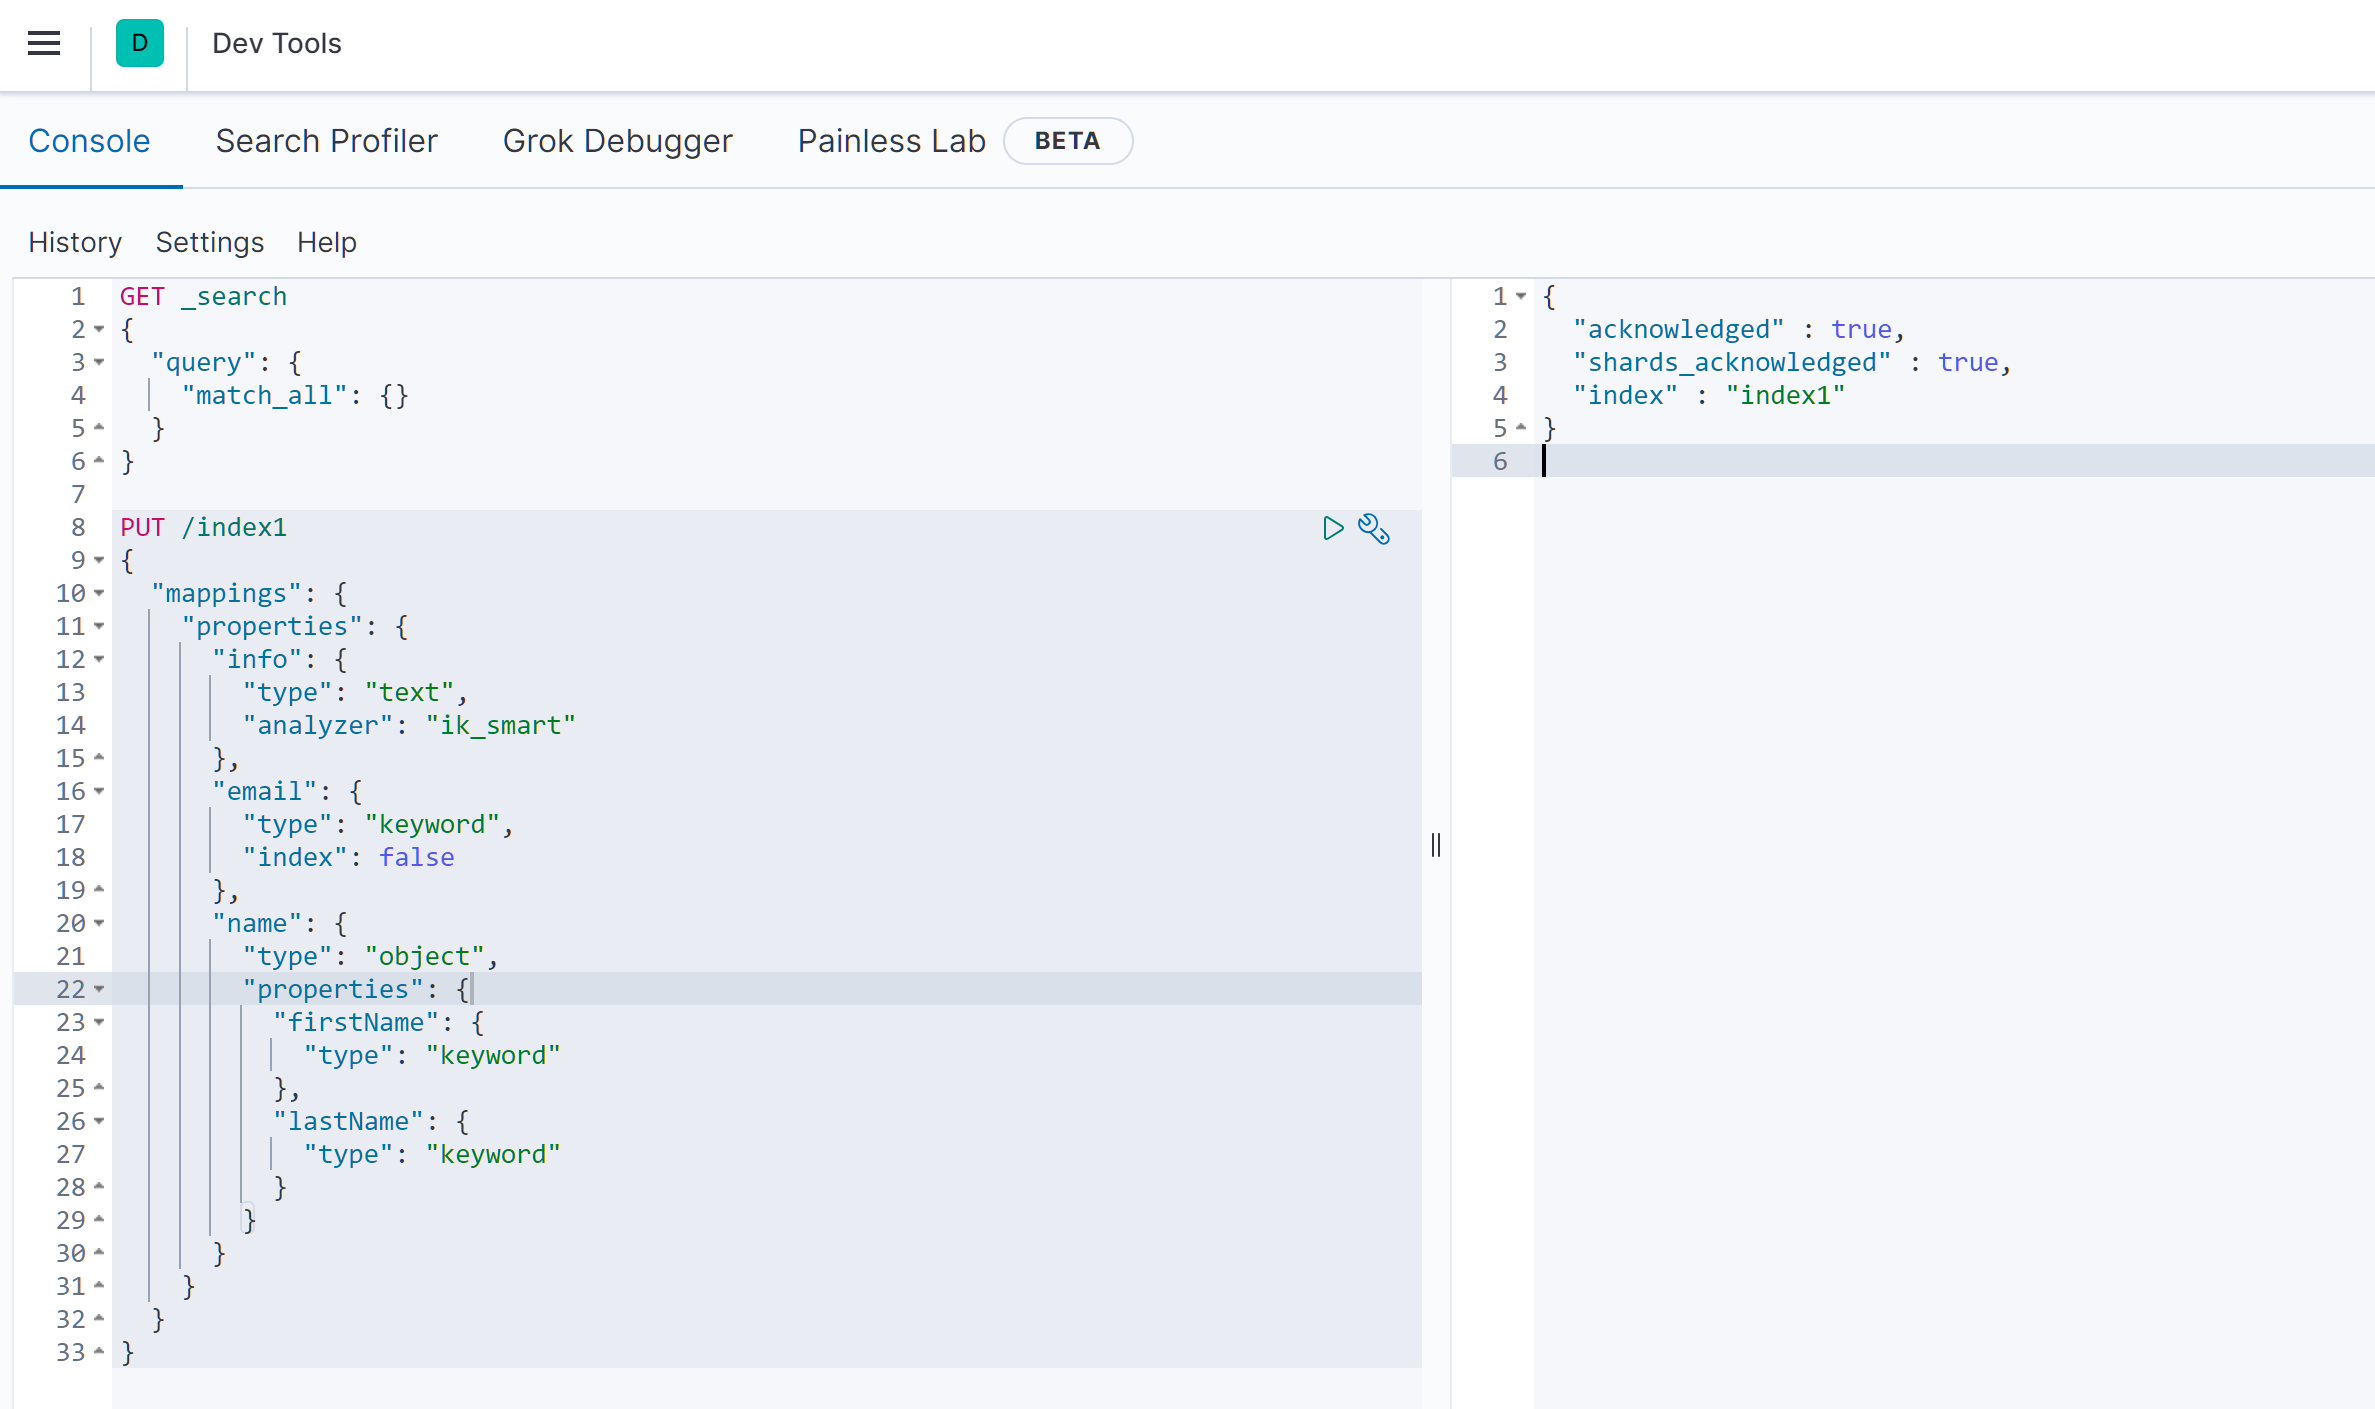 D Dev Tools
Console Search Profiler Grok Debugger Painless Lab BETA
History Settings Help
1 GET _search
2 {
3   "query": {
4     "match_all": {}
5   }
6 }
7
8 PUT /index1
9 {
10   "mappings": {
11     "properties": {
12       "info": {
13         "type": "text",
14         "analyzer": "ik_smart"
15       },
16       "email": {
17         "type": "keyword",
18         "index": false
19       },
20       "name": {
21         "type": "object",
22         "properties": {
23           "firstName": {
24             "type": "keyword"
25           },
26           "lastName": {
27             "type": "keyword"
28           }
29         }
30       }
31     }
32   }
33 }
1 {
2   "acknowledged" : true,
3   "shards_acknowledged" : true,
4   "index" : "index1"
5 }
6